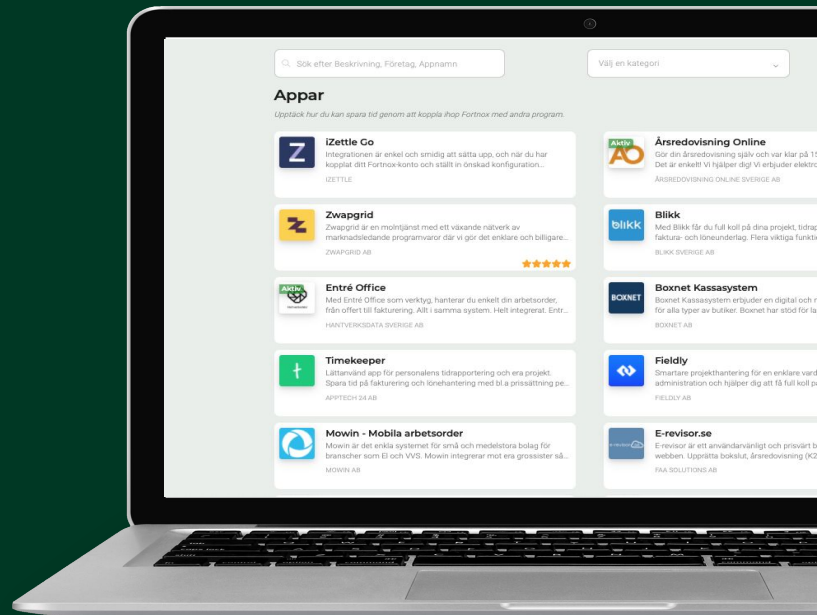 Sök efter Beskrivning, Företag, Appnamn
Välj en kategori
Appar
Upptäck hur du kan spara tid genom att koppla ihop Fortnox med andra program.
Z
iZettle Go
Integrationen är enkel och smidig att sätta upp, och när du har
kopplat ditt Fortnox-konto och ställt in önskad konfiguration...
IZETTLE
Aktiv
AO
Årsredovisning Online
Gör din årsredovisning själv och var klar på 15
Det är enkelt! Vi hjälper dig! Vi erbjuder elektro
ÅRSREDOVISNING ONLINE SVERIGE AB
Zwapgrid
Zwapgrid är en molntjänst med ett växande nätverk av
marknadsledande programvaror där vi gör det enklare och billigare...
ZWAPGRID AB
blikk
Blikk
Med Blikk får du full koll på dina projekt, tidrap
faktura- och löneunderlag. Flera viktiga funkti
BLIKK SVERIGE AB
Aktiv
Entré Office
Med Entré Office som verktyg, hanterar du enkelt din arbetsorder,
från offert till fakturering. Allt i samma system. Helt integrerat. Entr...
HANTVERKSDATA SVERIGE AB
BOXNET
Boxnet Kassasystem
Boxnet Kassasystem erbjuder en digital och
för alla typer av butiker. Boxnet har stöd för la
BOXNET AB
Timekeeper
Lättanvänd app för personalens tidrapportering och era projekt.
Spara tid på fakturering och lönehantering med bl.a prissättning pe...
APPTECH 24 AB
Fieldly
Smartare projekthantering för en enklare vard
administration och hjälper dig att få full koll p
FIELDLY AB
Mowin - Mobila arbetsorder
Mowin är det enkla systemet för små och medelstora bolag för
branscher som El och VVS. Mowin integrerar mot era grossister så...
MOWIN AB
E-revisor.se
E-revisor är ett användarvänligt och prisvärt b
webben. Upprätta bokslut, årsredovisning (K2
FAA SOLUTIONS AB